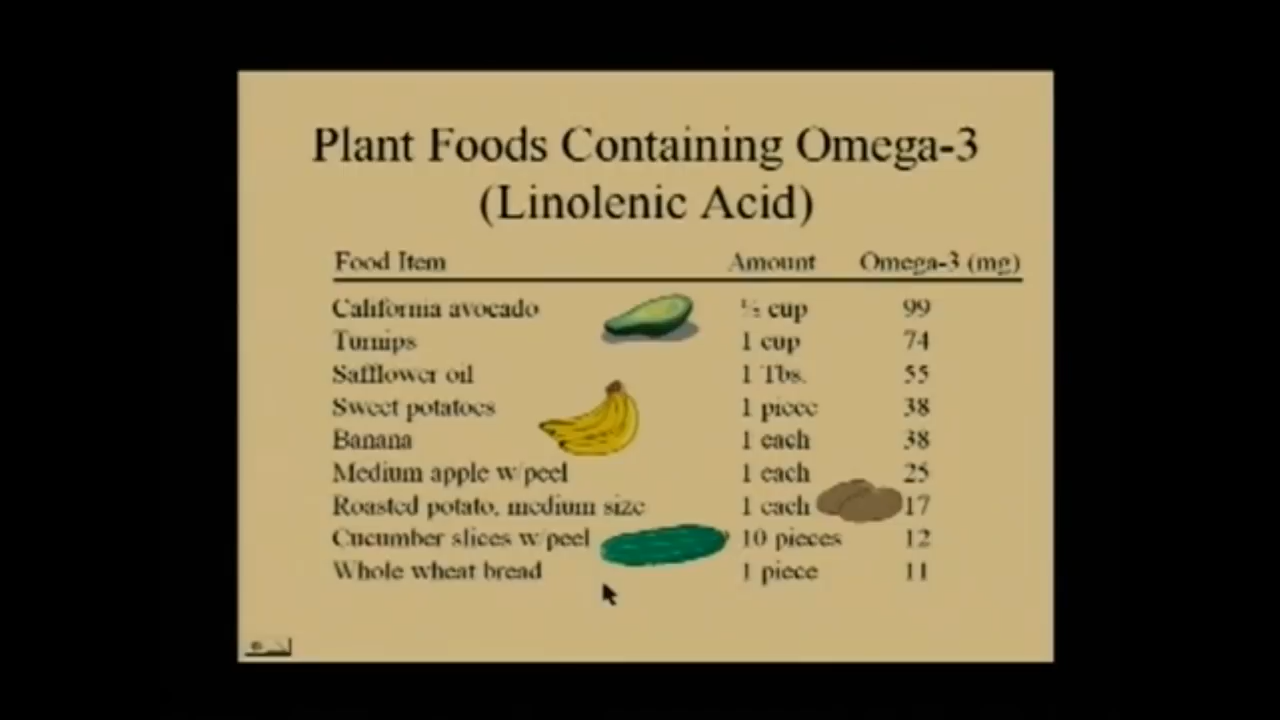 Plant Foods Containing Omega-3
(Linolenic Acid)
Food Item Amount Omega-3 (mg)
California avocado ½ cup 99
Turnips 1 cup 74
Safflower oil 1 Tbs. 55
Sweet potatoes 1 piece 38
Banana 1 each 38
Medium apple w/peel 1 each 25
Roasted potato, medium size 1 each 17
Cucumber slices w/peel 10 pieces 12
Whole wheat bread 1 piece 11